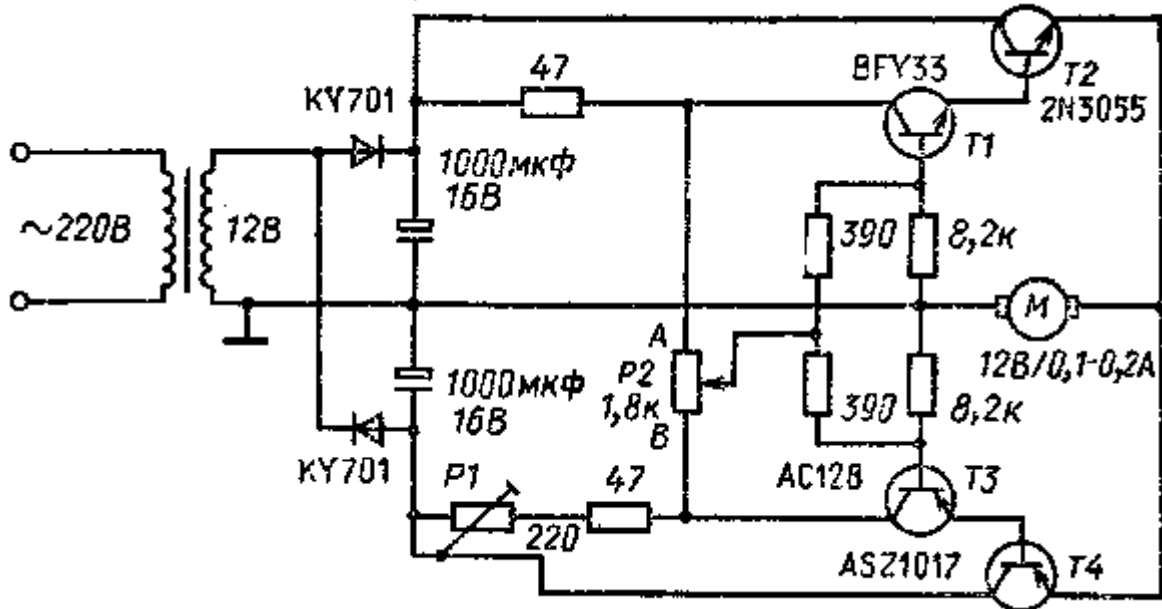 47
BFY33
T2
2N3055
KY701
T1
1000мкф
16В
~220В
12В
390
8,2к
М
А
P2
1,8к
В
12В/0,1-0,2А
1000мкф
16В
390
8,2к
KY701
P1
47
AC128
T3
220
ASZ1017
T4